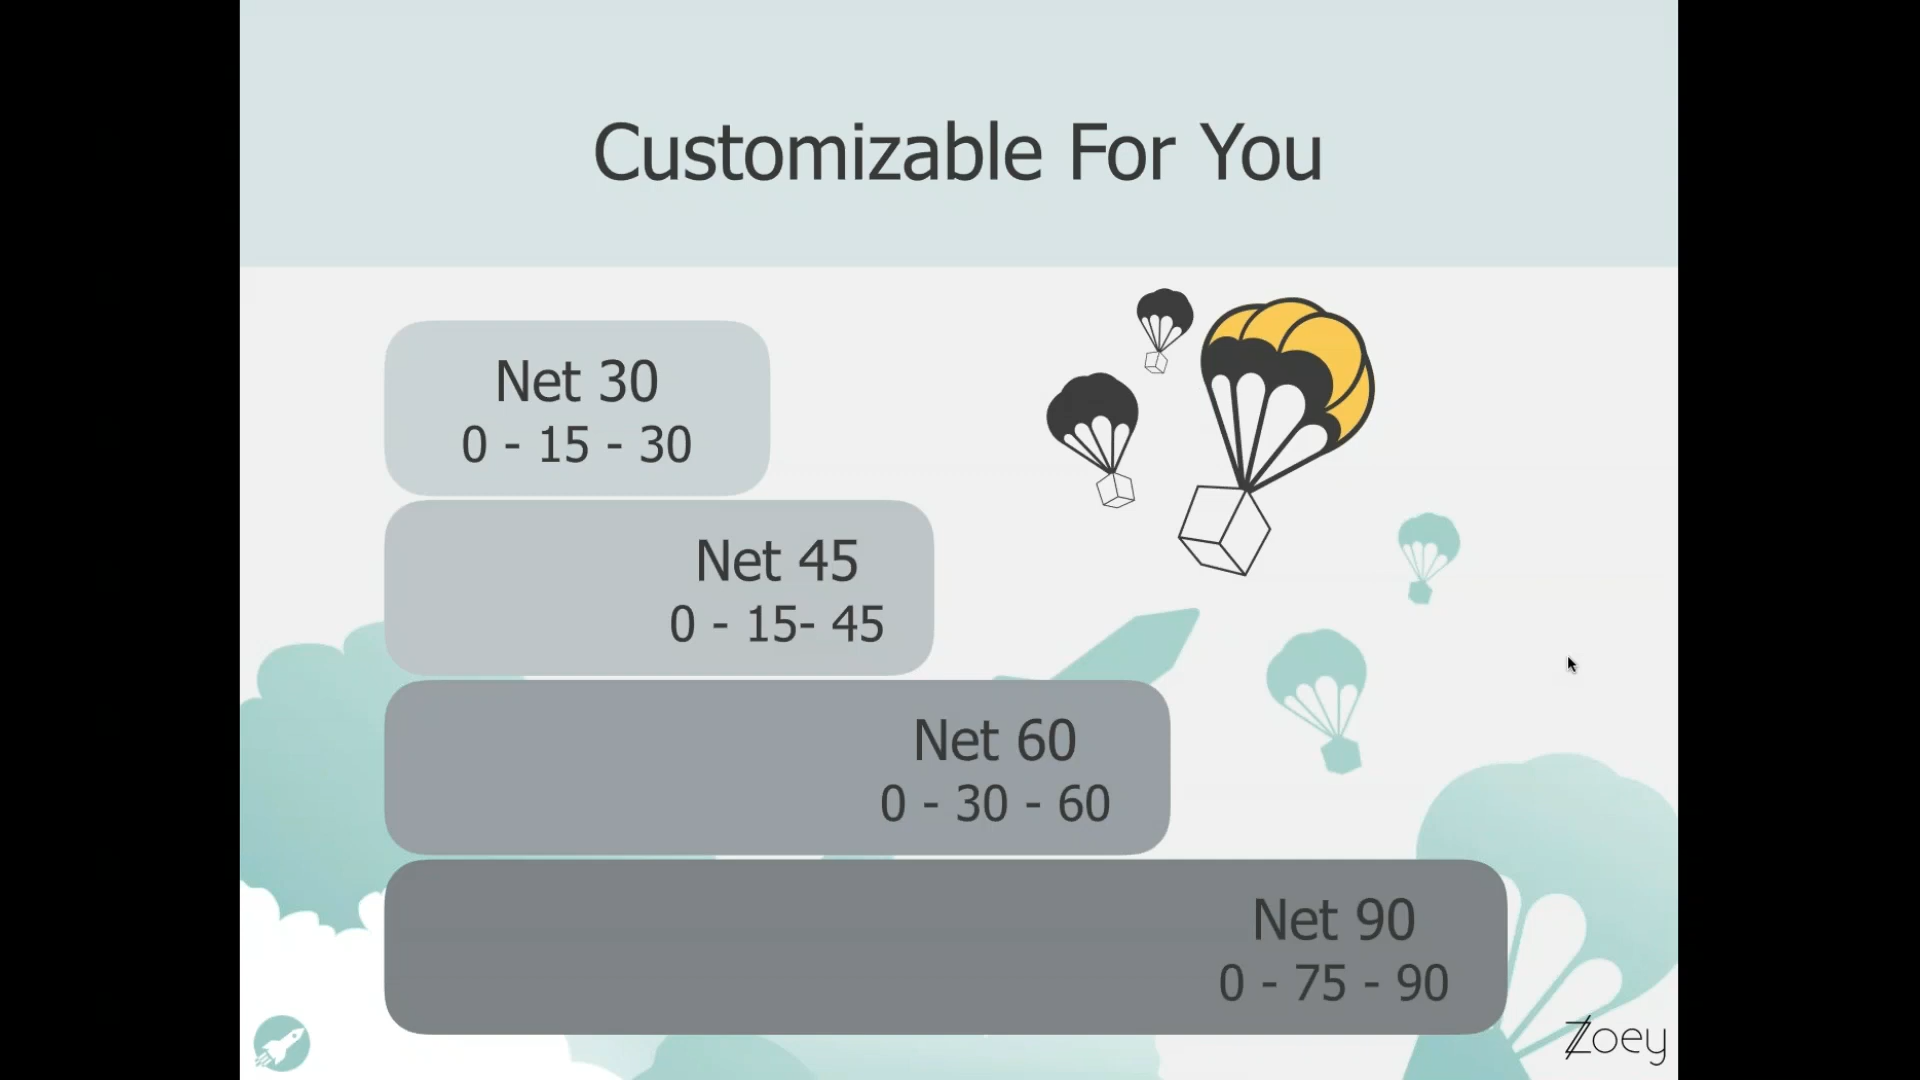 Customizable For You
Net 30
0 - 15 - 30
Net 45
0 - 15- 45
Net 60
0 - 30 - 60
Net 90
0 - 75 - 90
Zoey